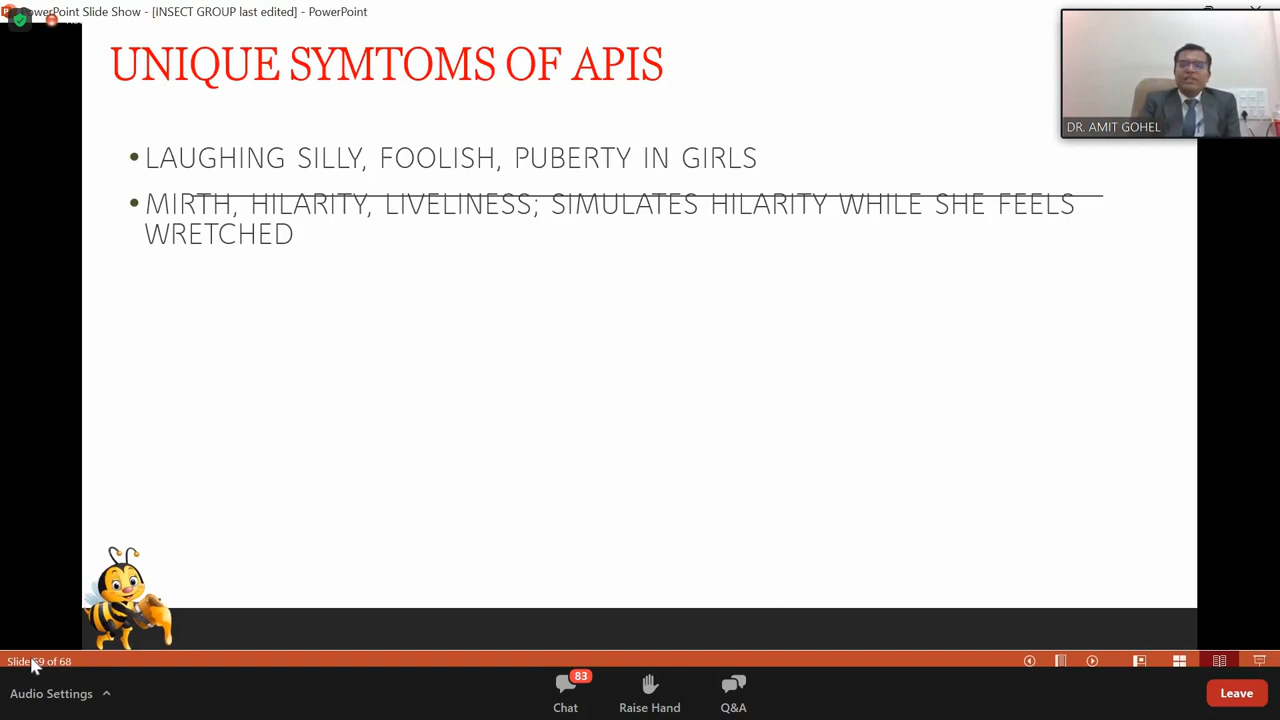 PowerPoint Slide Show - [INSECT GROUP last edited] - PowerPoint
UNIQUE SYMTOMS OF APIS
DR. AMIT GOHEL
• LAUGHING SILLY, FOOLISH, PUBERTY IN GIRLS
• MIRTH, HILARITY, LIVELINESS; SIMULATES HILARITY WHILE SHE FEELS
WRETCHED
Slide of 68
Audio Settings
83
Chat
Raise Hand
Q&A
Leave